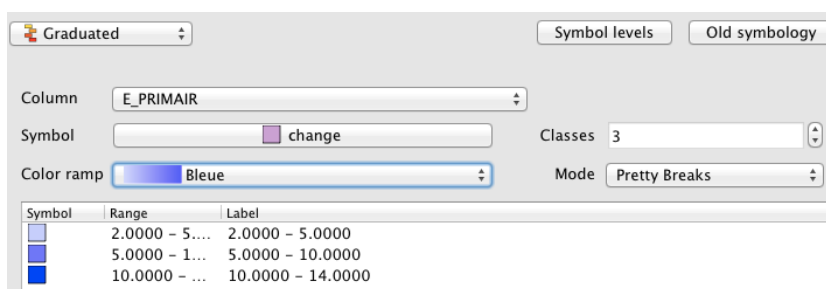 Graduated Symbol levels Old symbology
Column E_PRIMAIR
Symbol change Classes 3
Color ramp Bleue Mode Pretty Breaks
Symbol Range Label
2.0000 - 5.... 2.0000 - 5.0000
5.0000 - 1... 5.0000 - 10.0000
10.0000 - ... 10.0000 - 14.0000